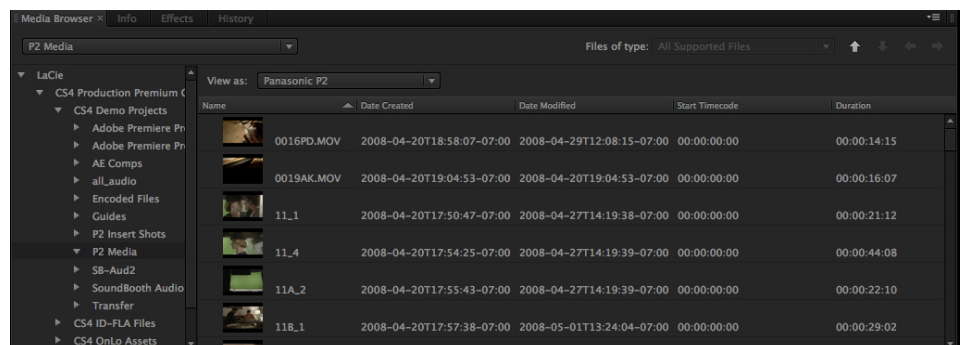 Media Browser × Info Effects History
P2 Media Files of type: All Supported Files
LaCie
CS4 Production Premium
CS4 Demo Projects
Adobe Premiere
Adobe Premiere
AE Comps
all_audio
Encoded Files
Guides
P2 Insert Shots
P2 Media
SB-Aud2
SoundBooth Audio
Transfer
CS4 ID-FLA Files
CS4 OnLo Assets
View as: Panasonic P2
Name Date Created Date Modified Start Timecode Duration
0016PD.MOV 2008-04-20T18:58:07-07:00 2008-04-29T12:08:15-07:00 00:00:00:00 00:00:14:15
0019AK.MOV 2008-04-20T19:04:53-07:00 2008-04-20T19:04:53-07:00 00:00:00:00 00:00:16:07
11_1 2008-04-20T17:50:47-07:00 2008-04-27T14:19:38-07:00 00:00:00:00 00:00:21:12
11_4 2008-04-20T17:54:25-07:00 2008-04-27T14:19:39-07:00 00:00:00:00 00:00:44:08
11A_2 2008-04-20T17:55:43-07:00 2008-04-27T14:19:39-07:00 00:00:00:00 00:00:22:10
11B_1 2008-04-20T17:57:38-07:00 2008-05-01T13:24:04-07:00 00:00:00:00 00:00:29:02